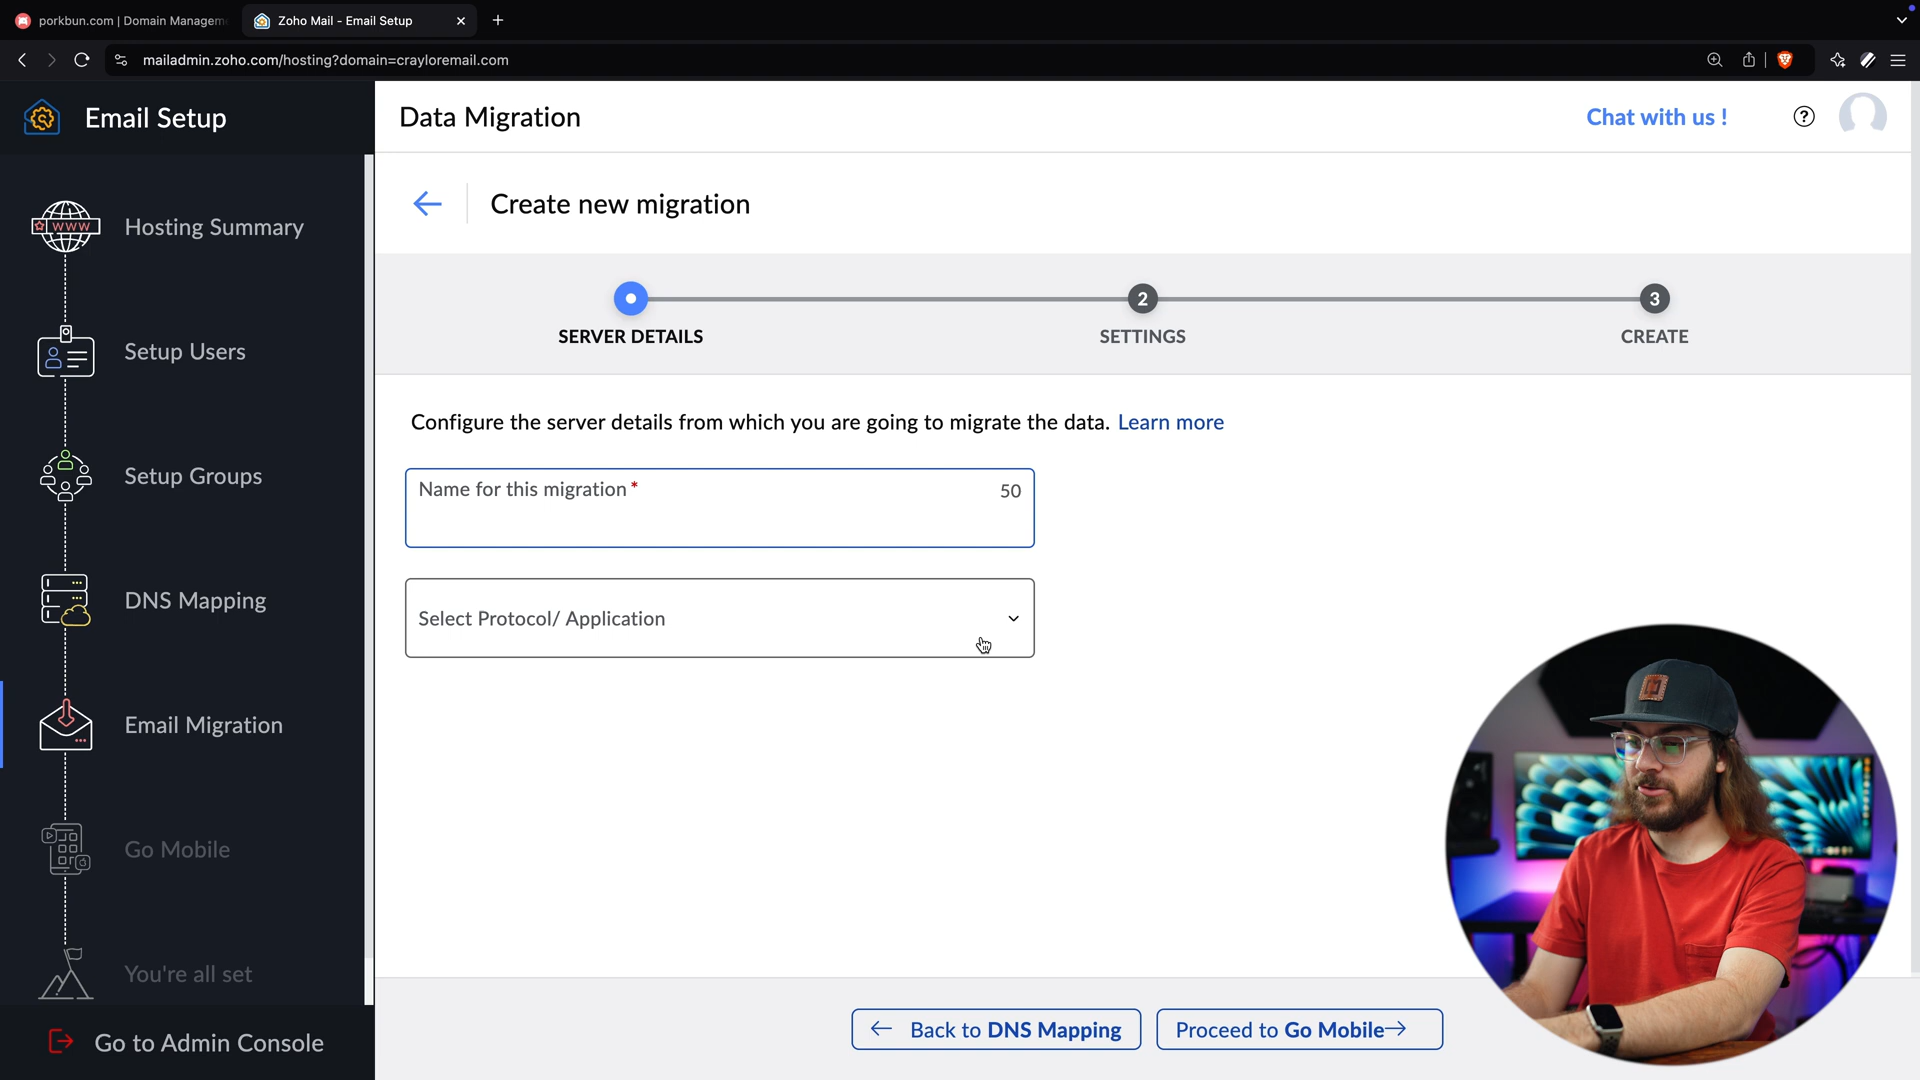 porkbun.com | Domain Managem
Zoho Mail - Email Setup
mailadmin.zoho.com/hosting?domain=crayloremail.com
Email Setup
Data Migration
Chat with us !
Create new migration
WWW
Hosting Summary
2
3
SERVER DETAILS
SETTINGS
CREATE
Setup Users
Configure the server details from which you are going to migrate the data. Learn more
Setup Groups
Name for this migration *
50
DNS Mapping
Select Protocol/ Application
Email Migration
Go Mobile
You're all set
Go to Admin Console
Back to DNS Mapping
Proceed to Go Mobile